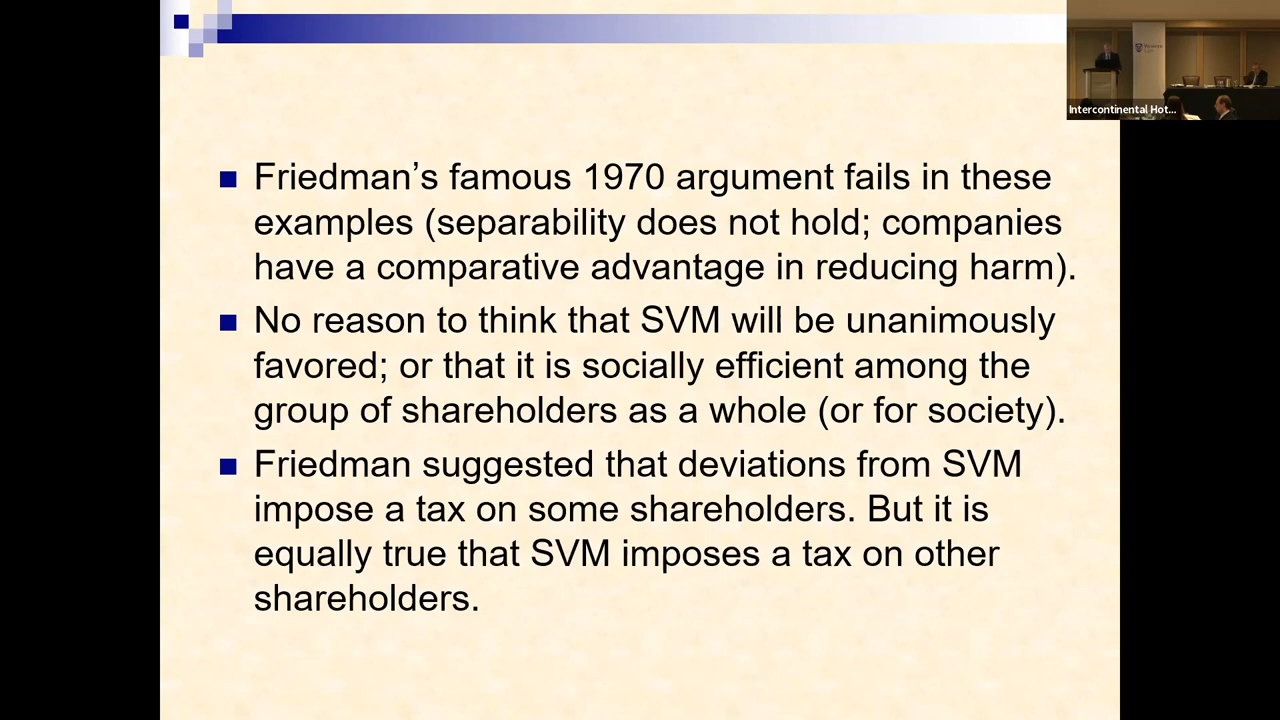 Intercontinental Hot...
Friedman’s famous 1970 argument fails in these
examples (separability does not hold; companies
have a comparative advantage in reducing harm).
No reason to think that SVM will be unanimously
favored; or that it is socially efficient among the
group of shareholders as a whole (or for society).
Friedman suggested that deviations from SVM
impose a tax on some shareholders. But it is
equally true that SVM imposes a tax on other
shareholders.